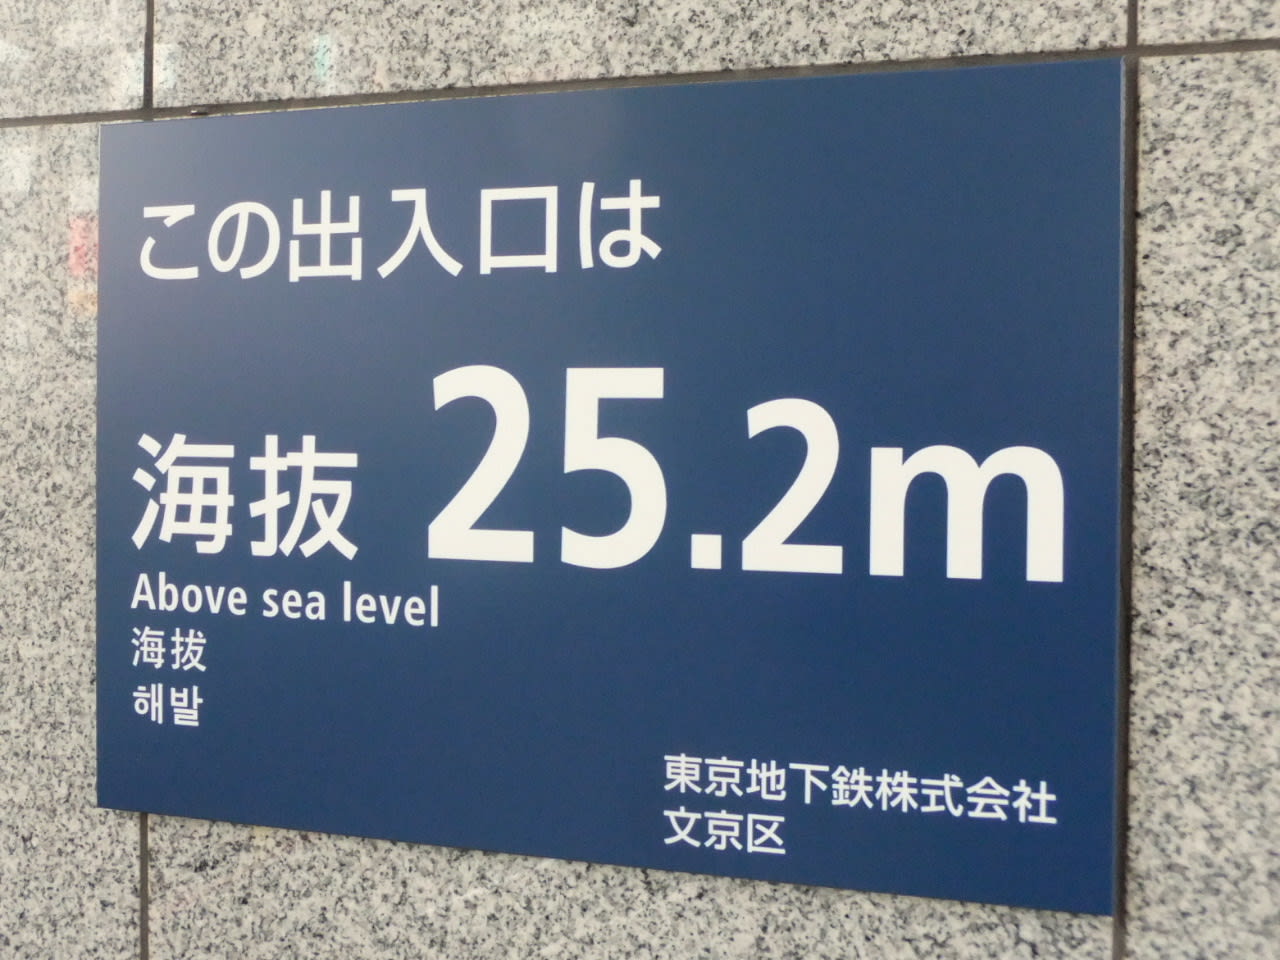 この出入口は
海抜 25.2m
Above sea level
海拔
해발
東京地下鉄株式会社
文京区